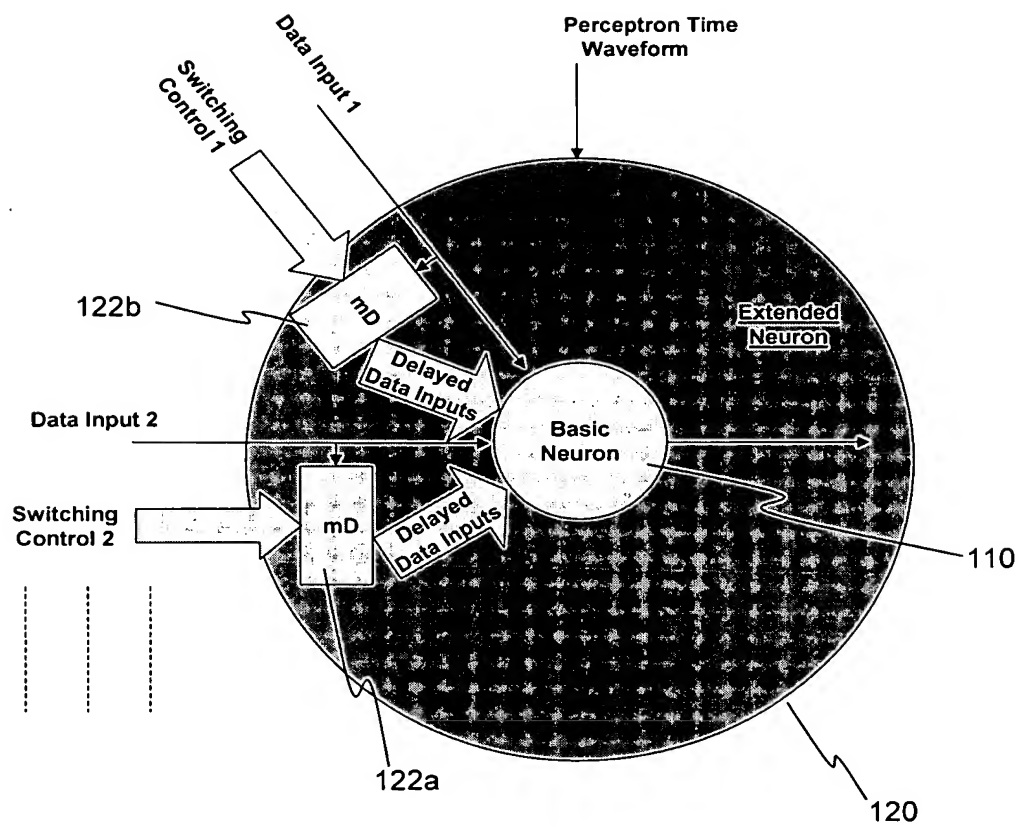 Perceptron Time
Waveform
Data Input 1
Switching
Control 1
122b
mD
Extended
Neuron
Delayed
Data Inputs
Data Input 2
Basic
Neuron
Switching
Control 2
mD
Delayed
Data Inputs
110
122a
120